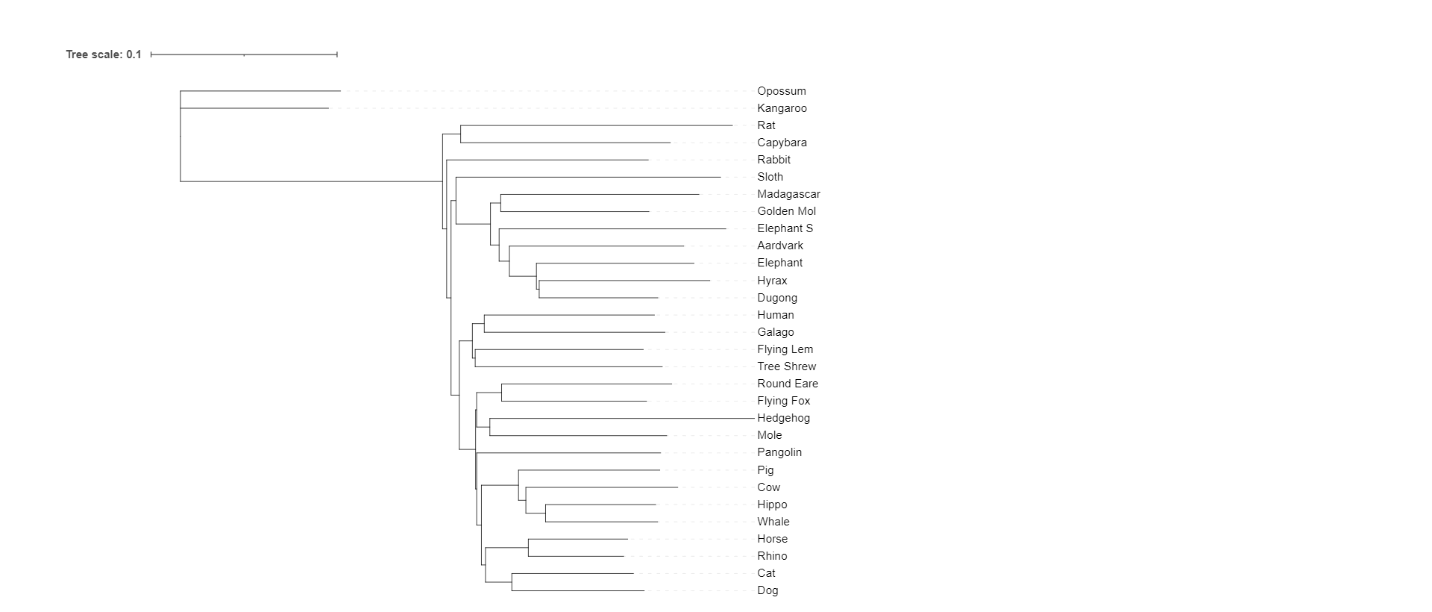 Tree scale: 0.1
Opossum
Kangaroo
Rat
Capybara
Rabbit
Sloth
Madagascar
Golden Mol
Elephant S
Aardvark
Elephant
Hyrax
Dugong
Human
Galago
Flying Lem
Tree Shrew
Round Eare
Flying Fox
Hedgehog
Mole
Pangolin
Pig
Cow
Hippo
Whale
Horse
Rhino
Cat
Dog